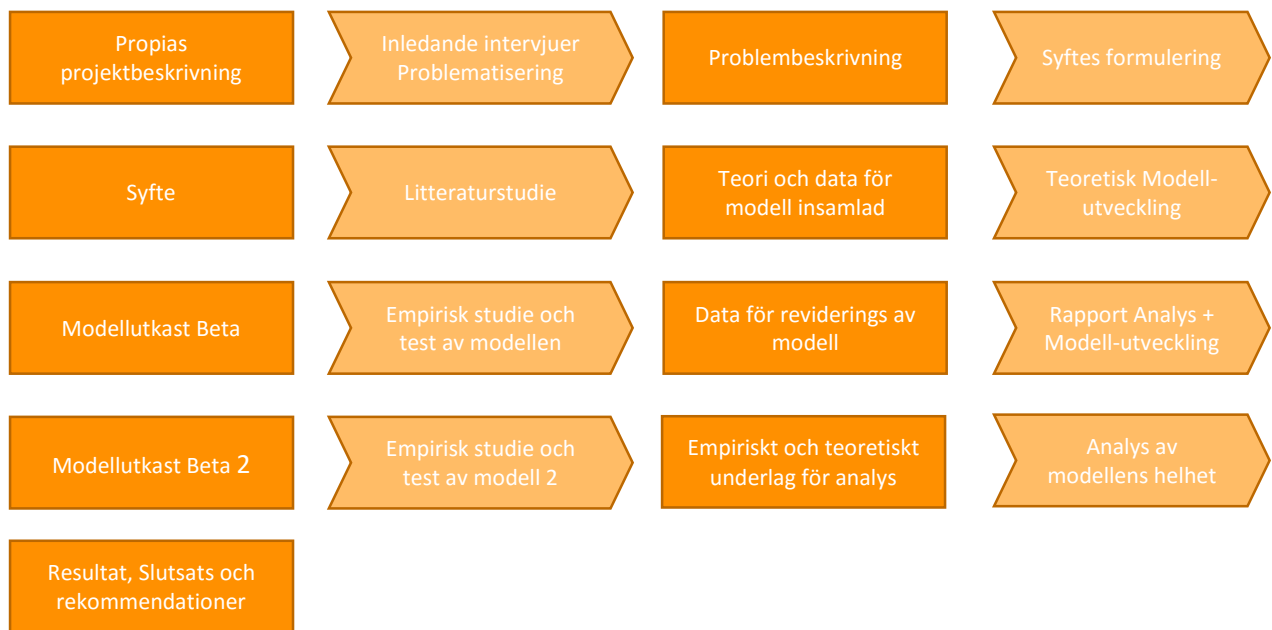 Propias
projektbeskrivning
Inledande intervjuer
Problematisering
Problembeskrivning
Syftes formulering
Syfte
Litteraturstudie
Teori och data för
modell insamlad
Teoretisk Modell-
utveckling
Modellutkast Beta
Empirisk studie och
test av modellen
Data för reviderings av
modell
Rapport Analys +
Modell-utveckling
Modellutkast Beta 2
Empirisk studie och
test av modell 2
Empiriskt och teoretiskt
underlag för analys
Analys av
modellens helhet
Resultat, Slutsats och
rekommendationer